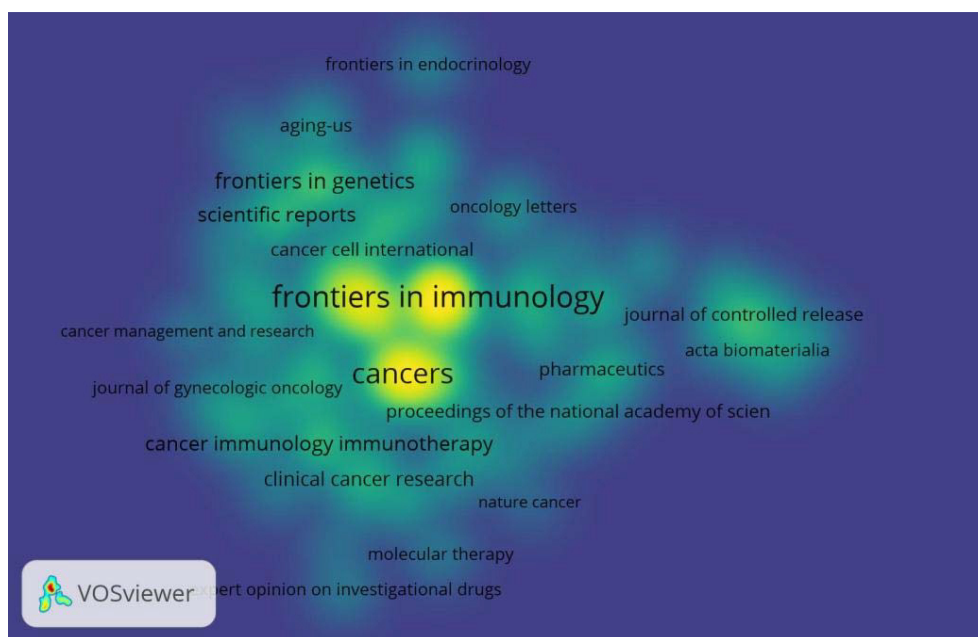 frontiers in endocrinology
aging-us
frontiers in genetics
oncology letters
scientific reports
cancer cell international
frontiers in immunology
journal of controlled release
cancer management and research
acta biomaterialia
pharmaceutics
cancers
journal of gynecologic oncology
proceedings of the national academy of scien
cancer immunology immunotherapy
clinical cancer research
nature cancer
molecular therapy
expert opinion on investigational drugs
VOSviewer